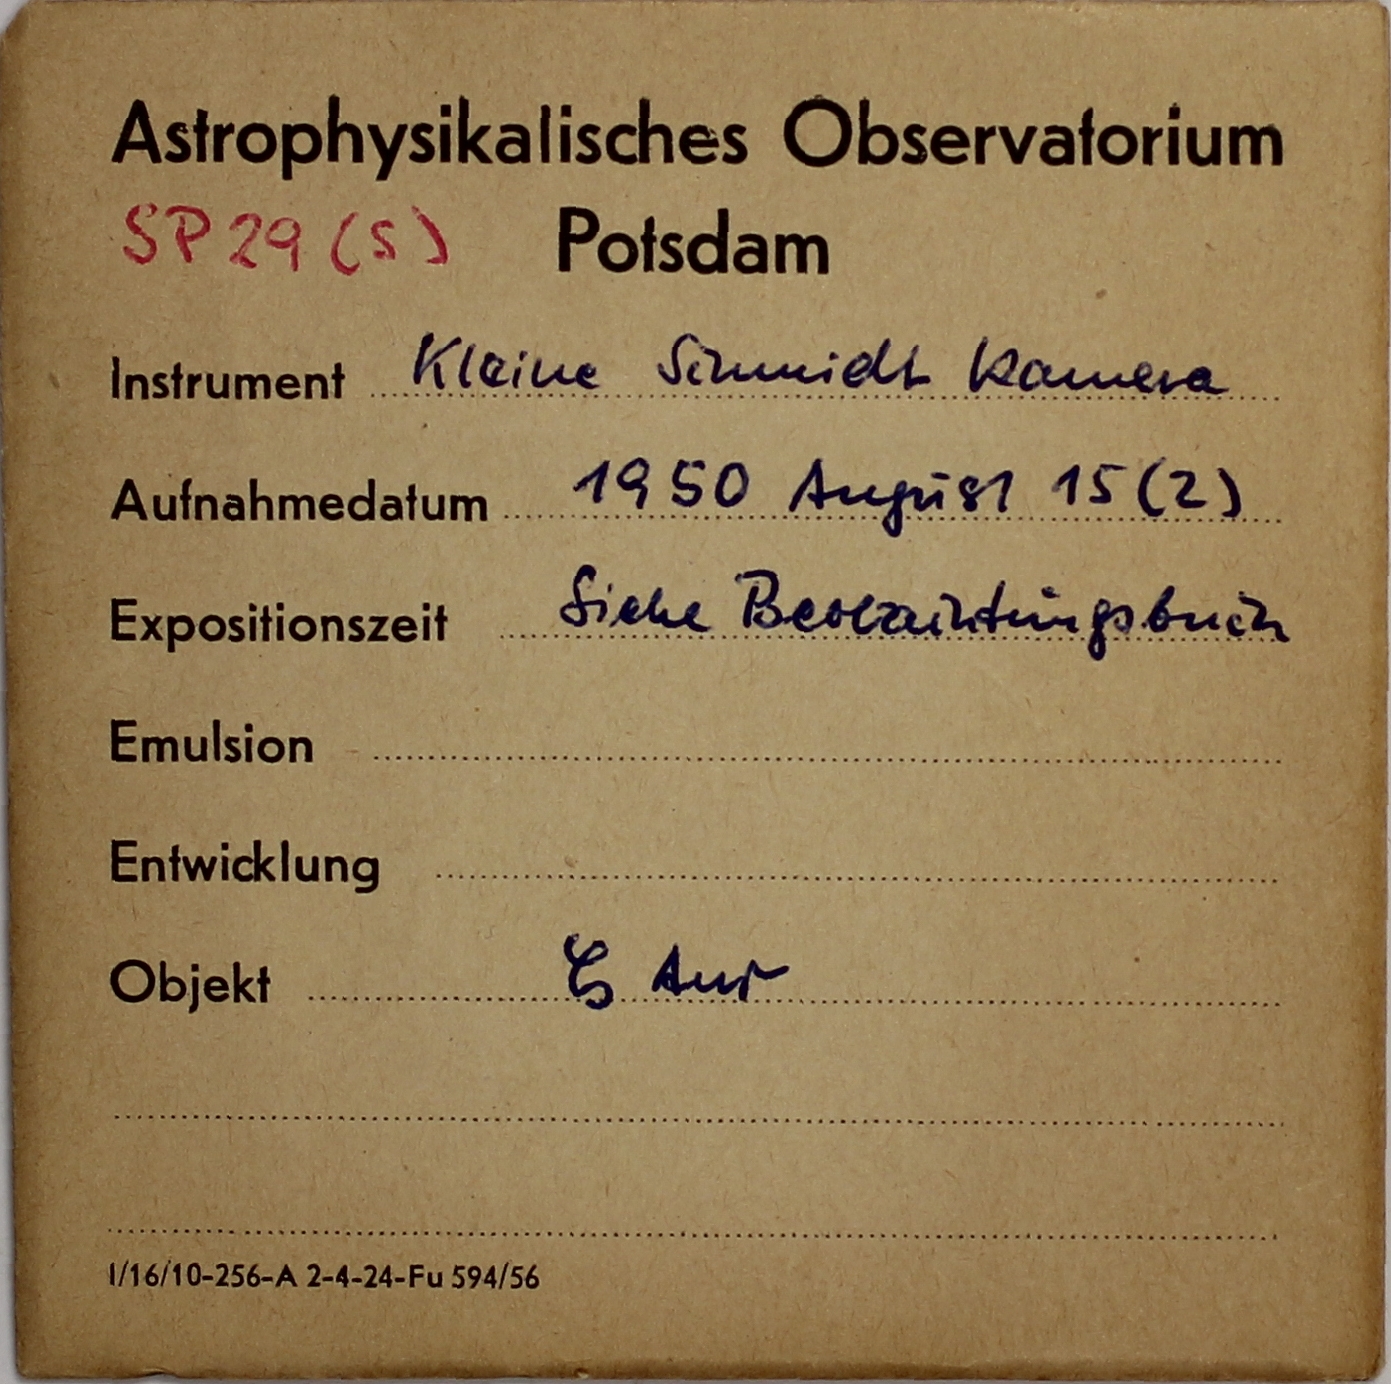 Astrophysikalisches Observatorium
SP 29 (S) Potsdam
Instrument Kleine Schmidt Kamera
Aufnahmedatum 1950 August 15 (2)
Expositionszeit Siehe Beobachtungsbuch
Emulsion
Entwicklung
Objekt ζ Aur
I/16/10-256-A 2-4-24-Fu 594/56